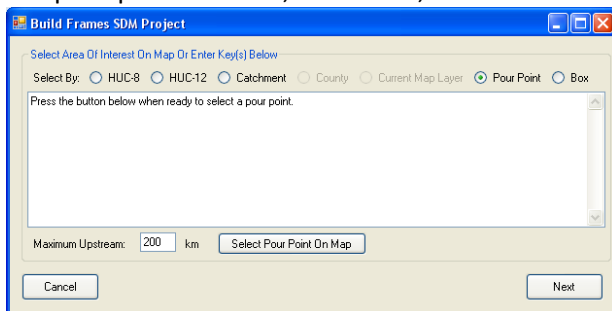 Build Frames SDM Project
Select Area Of Interest On Map Or Enter Key(s) Below
Select By: HUC-8 HUC-12 Catchment County Current Map Layer Pour Point Box
Press the button below when ready to select a pour point.
Maximum Upstream: 200 km Select Pour Point On Map
Cancel Next